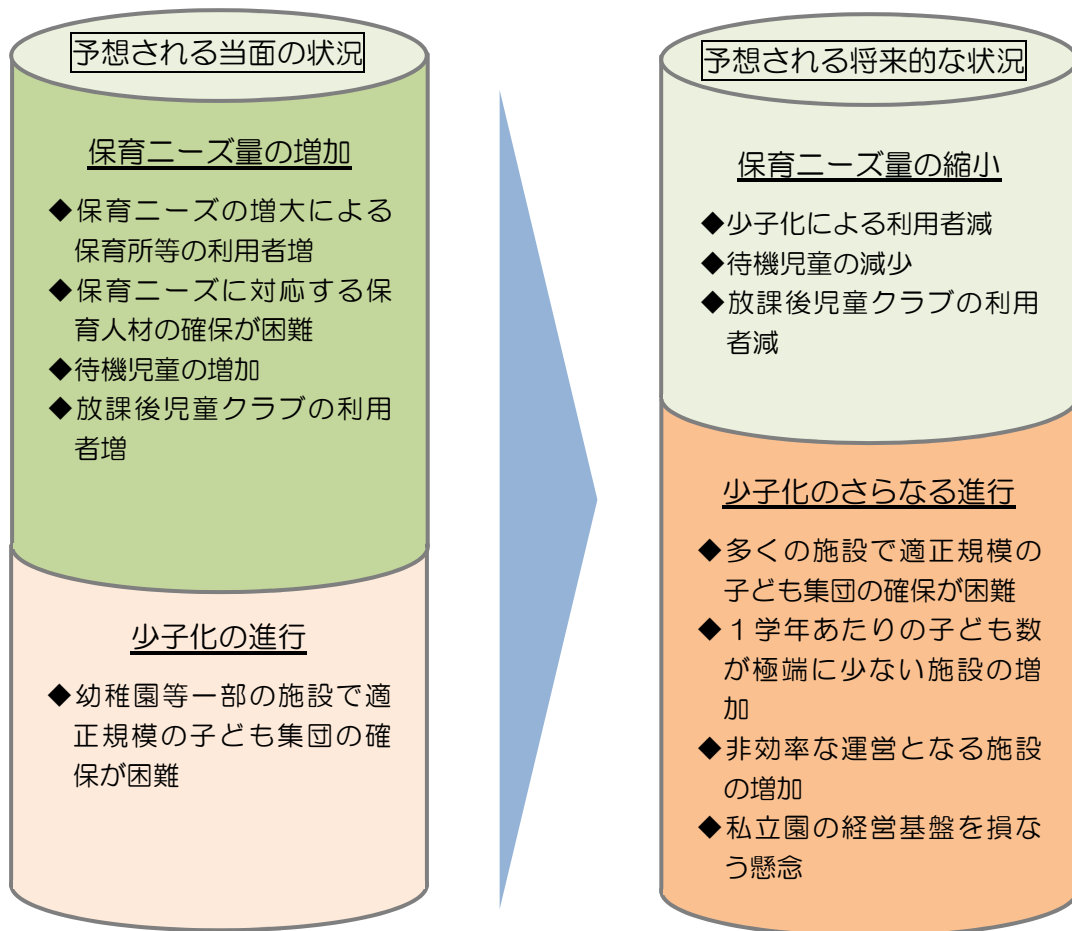 予想される当面の状況
保育ニーズ量の増加
◆保育ニーズの増大による
保育所等の利用者増
◆保育ニーズに対応する保
育人材の確保が困難
◆待機児童の増加
◆放課後児童クラブの利用
者増
少子化の進行
◆幼稚園等一部の施設で適
正規模の子ども集団の確
保が困難
予想される将来的な状況
保育ニーズ量の縮小
◆少子化による利用者減
◆待機児童の減少
◆放課後児童クラブの利用
者減
少子化のさらなる進行
◆多くの施設で適正規模の
子ども集団の確保が困難
◆１学年あたりの子ども数
が極端に少ない施設の増
加
◆非効率な運営となる施設
の増加
◆私立園の経営基盤を損な
う懸念